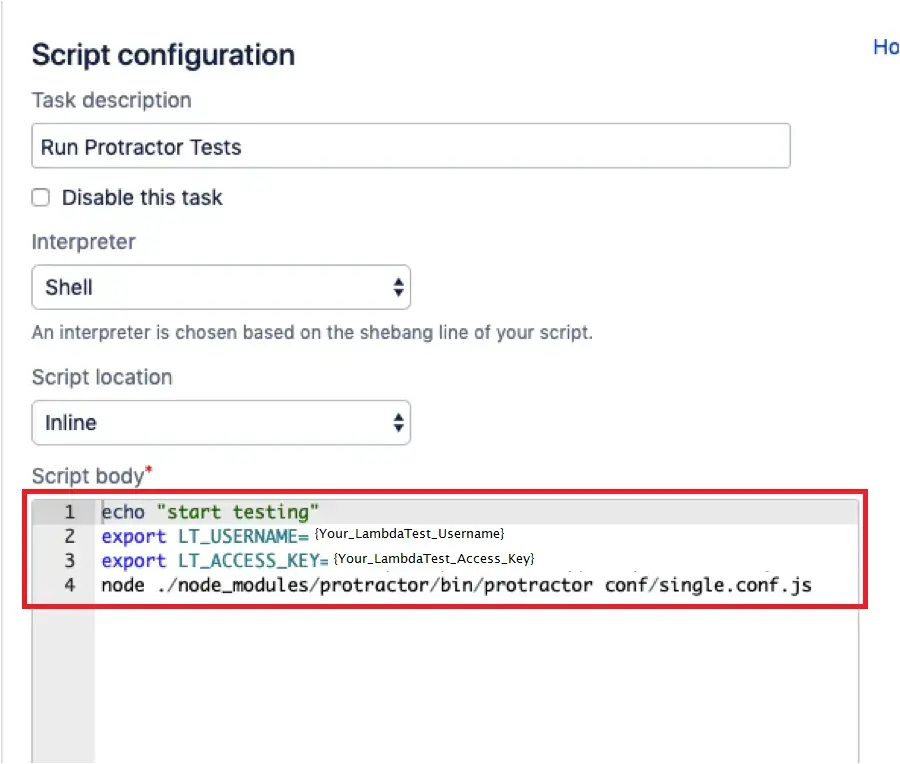 Script configuration
Ho
Task description
Run Protractor Tests
Disable this task
Interpreter
Shell
An interpreter is chosen based on the shebang line of your script.
Script location
Inline
Script body*
1 echo "start testing"
2 export LT_USERNAME= {Your_LambdaTest_Username}
3 export LT_ACCESS_KEY= {Your_LambdaTest_Access_Key}
4 node ./node_modules/protractor/bin/protractor conf/single.conf.js